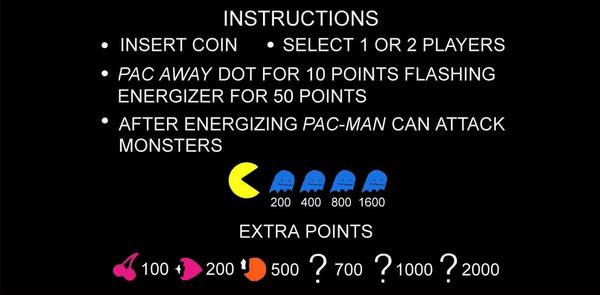 INSTRUCTIONS
• INSERT COIN • SELECT 1 OR 2 PLAYERS
• PAC AWAY DOT FOR 10 POINTS FLASHING
ENERGIZER FOR 50 POINTS
• AFTER ENERGIZING PAC-MAN CAN ATTACK
MONSTERS
200 400 800 1600
EXTRA POINTS
100 200 500 ? 700 ? 1000 ? 2000